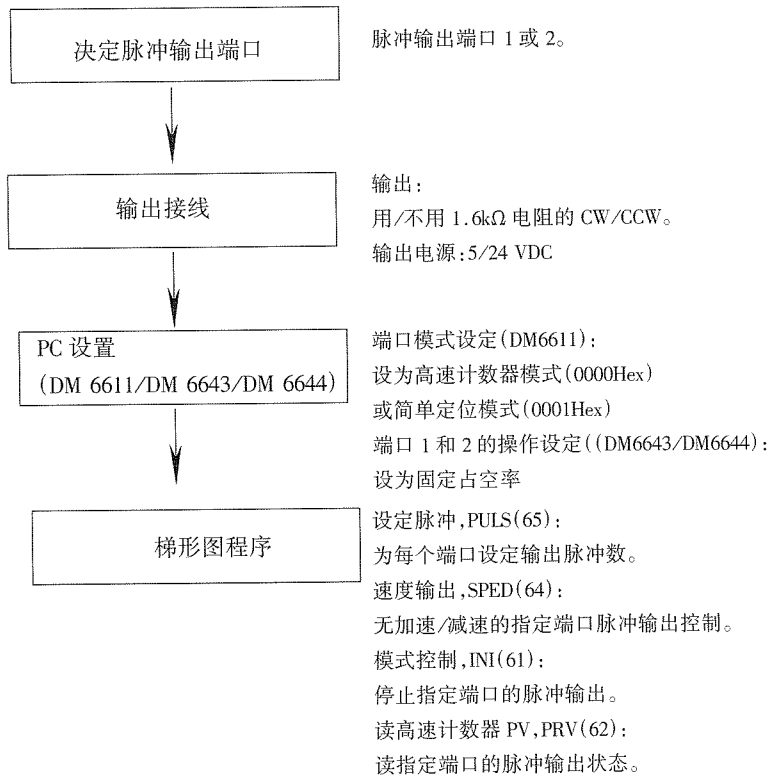 决定脉冲输出端口
脉冲输出端口 1 或 2。
输出接线
输出:
用/不用 1.6kΩ 电阻的 CW/CCW。
输出电源:5/24 VDC
PC 设置
(DM 6611/DM 6643/DM 6644)
端口模式设定(DM6611):
设为高速计数器模式(0000Hex)
或简单定位模式(0001Hex)
端口 1 和 2 的操作设定((DM6643/DM6644):
设为固定占空率
梯形图程序
设定脉冲,PULS(65):
为每个端口设定输出脉冲数。
速度输出,SPED(64):
无加速/减速的指定端口脉冲输出控制。
模式控制,INI(61):
停止指定端口的脉冲输出。
读高速计数器 PV,PRV(62):
读指定端口的脉冲输出状态。